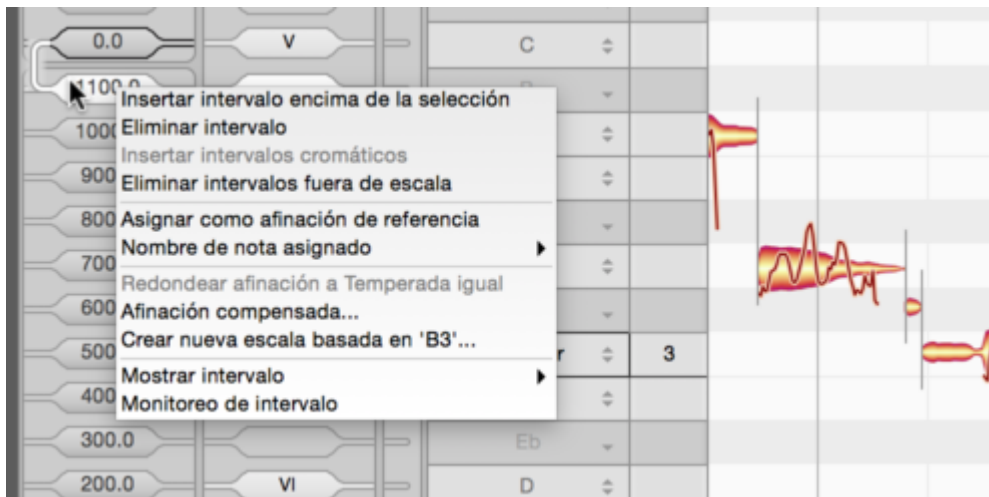 0.0 V C
1100.0
Insertar intervalo encima de la selección
1000 Eliminar intervalo
Insertar intervalos cromáticos
900 Eliminar intervalos fuera de escala
800 Asignar como afinación de referencia
Nombre de nota asignado
700
Redondear afinación a Temperada igual
600 Afinación compensada...
Crear nueva escala basada en 'B3'...
500 r 3
Mostrar intervalo
400 Monitoreo de intervalo
300.0 Eb
200.0 VI D